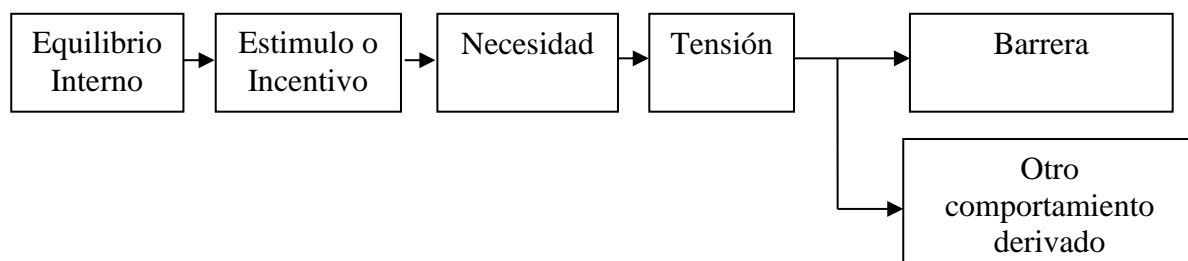 Equilibrio
Interno
Estimulo o
Incentivo
Necesidad
Tensión
Barrera
Otro
comportamiento
derivado